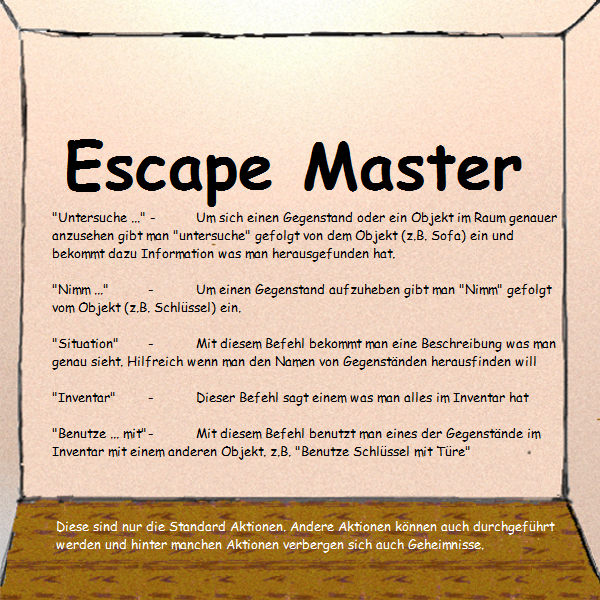 Escape Master
"Untersuche ..." - Um sich einen Gegenstand oder ein Objekt im Raum genauer
anzusehen gibt man "untersuche" gefolgt von dem Objekt (z.B. Sofa) ein und
bekommt dazu Information was man herausgefunden hat.
"Nimm ..." - Um einen Gegenstand aufzuheben gibt man "Nimm" gefolgt
vom Objekt (z.B. Schlüssel) ein.
"Situation" - Mit diesem Befehl bekommt man eine Beschreibung was man
genau sieht. Hilfreich wenn man den Namen von Gegenständen herausfinden will
"Inventar" - Dieser Befehl sagt einem was man alles im Inventar hat
"Benutze ... mit" - Mit diesem Befehl benutzt man eines der Gegenstände im
Inventar mit einem anderen Objekt. z.B. "Benutze Schlüssel mit Türe"
Diese sind nur die Standard Aktionen. Andere Aktionen können auch durchgeführt
werden und hinter manchen Aktionen verbergen sich auch Geheimnisse.